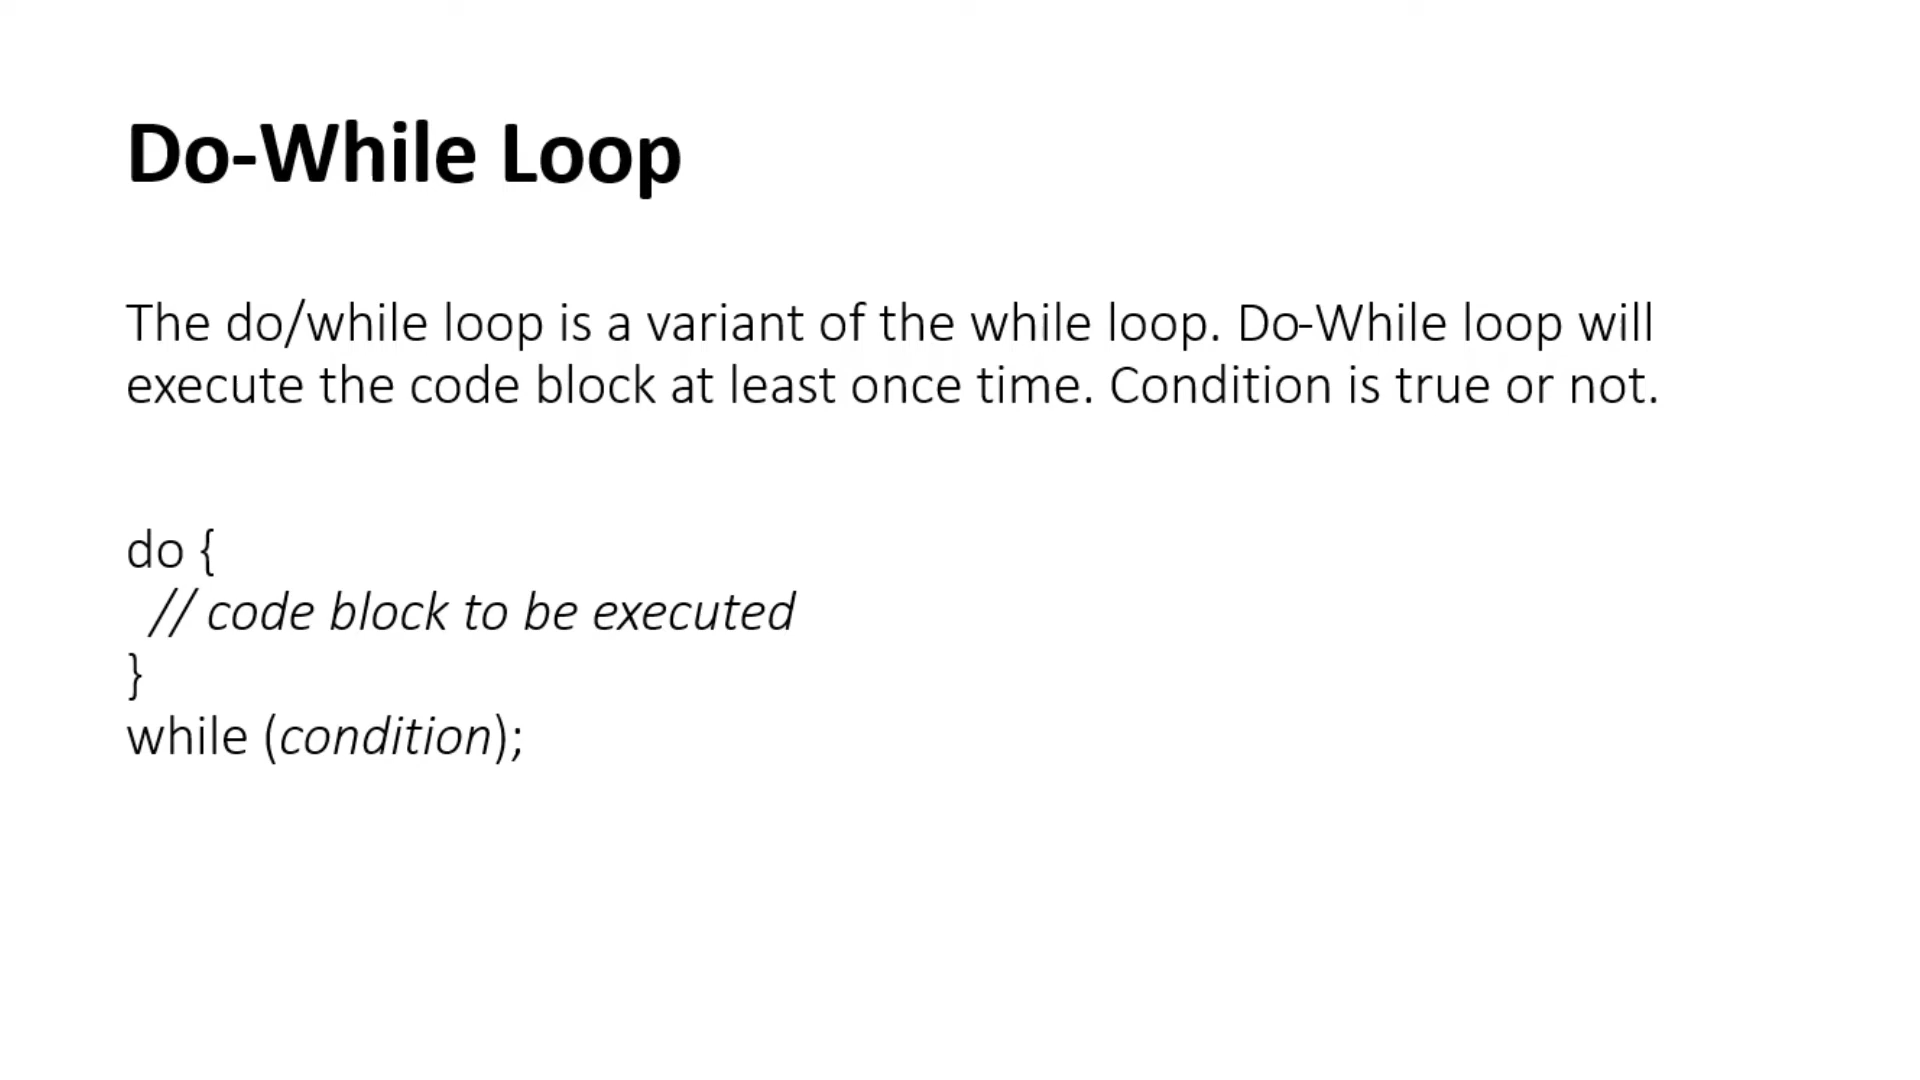 Do-While Loop
The do/while loop is a variant of the while loop. Do-While loop will
execute the code block at least once time. Condition is true or not.
do {
// code block to be executed
}
while (condition);